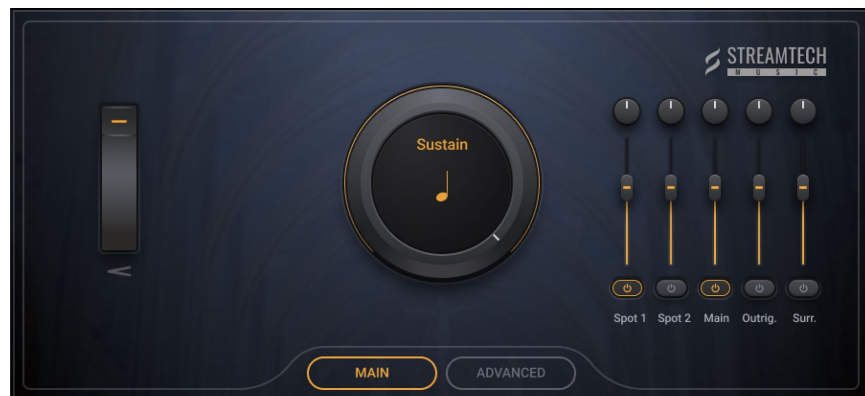 STREAMTECH
MUSIC
Sustain
Spot 1 Spot 2 Main Outrig. Surr.
MAIN ADVANCED